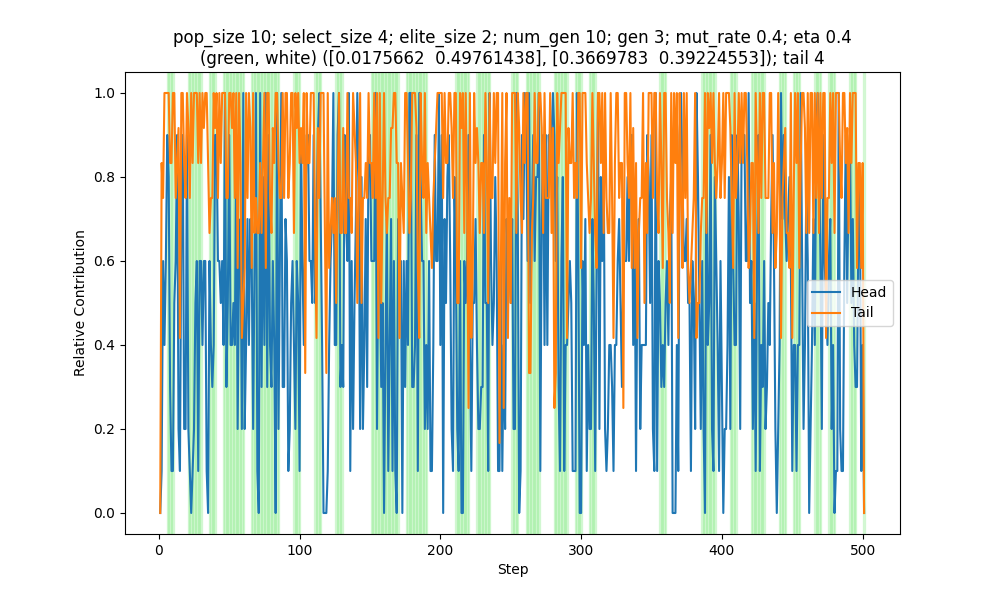 pop_size 10; select_size 4; elite_size 2; num_gen 10; gen 3; mut_rate 0.4; eta 0.4
(green, white) ([0.0175662  0.49761438], [0.3669783  0.39224553]); tail 4
Relative Contribution
1.0
0.8
0.6
0.4
0.2
0.0
Head
Tail
0
100
200
300
400
500
Step